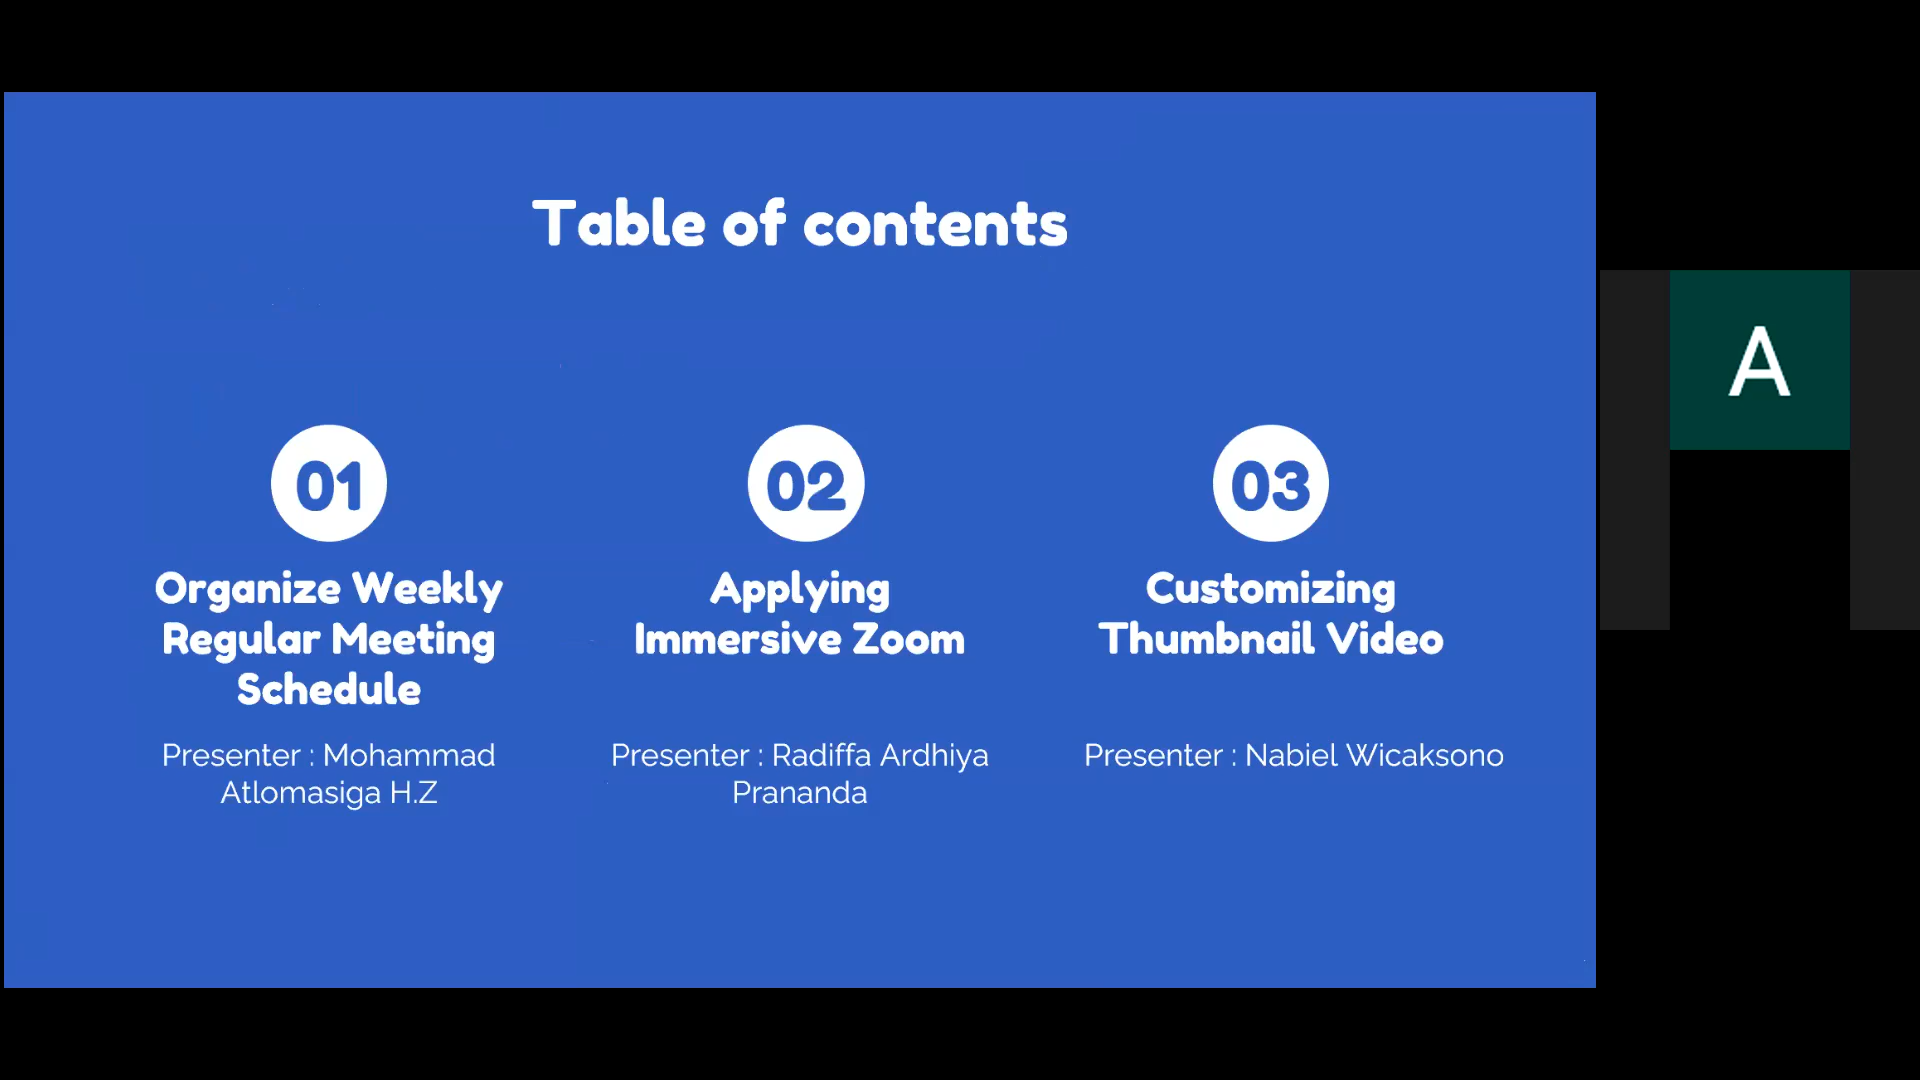 Table of contents
01
Organize Weekly
Regular Meeting
Schedule
Presenter : Mohammad
Atlomasiga H.Z
02
Applying
Immersive Zoom
Presenter : Radiffa Ardhiya
Prananda
03
Customizing
Thumbnail Video
Presenter : Nabiel Wicaksono
A